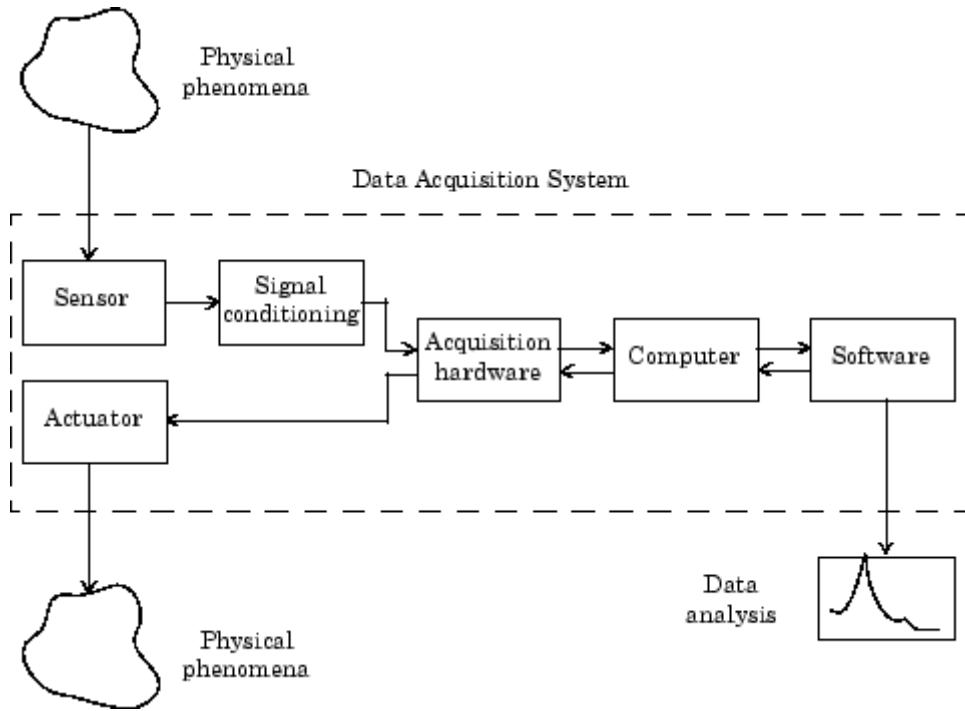 Physical
phenomena
Data Acquisition System
Sensor
Signal
conditioning
Acquisition
hardware
Computer
Software
Actuator
Data
analysis
Physical
phenomena